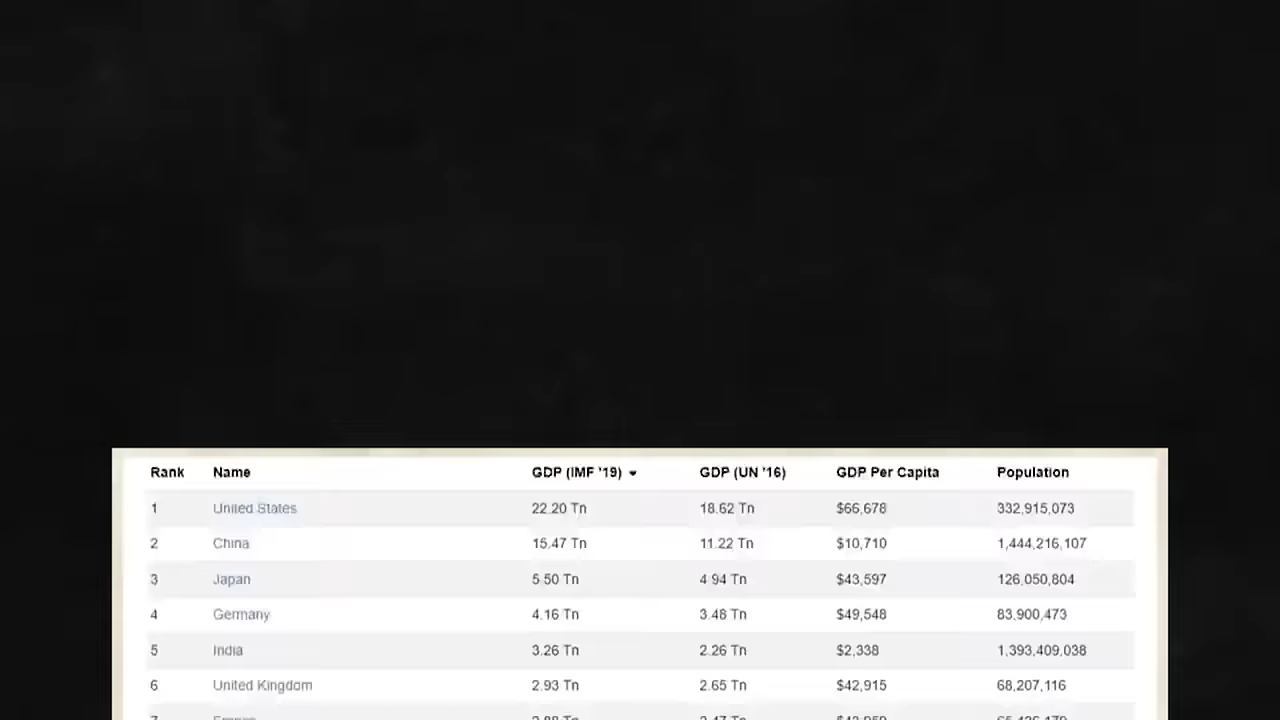 Rank Name GDP (IMF '19) GDP (UN '16) GDP Per Capita Population
1 United States 22.20 Tn 18.62 Tn $66,678 332,915,073
2 China 15.47 Tn 11.22 Tn $10,710 1,444,216,107
3 Japan 5.50 Tn 4.94 Tn $43,597 126,050,804
4 Germany 4.16 Tn 3.48 Tn $49,548 83,900,473
5 India 3.26 Tn 2.26 Tn $2,338 1,393,409,038
6 United Kingdom 2.93 Tn 2.65 Tn $42,915 68,207,116